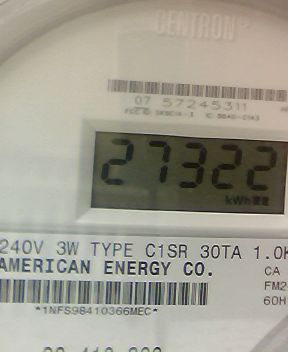 CENTRON®
07 57245311
27322
kWh
240V 3W TYPE C1SR 30TA 1.0K
AMERICAN ENERGY CO.
CA
FM2
60H
*1NFS98410366MEC*